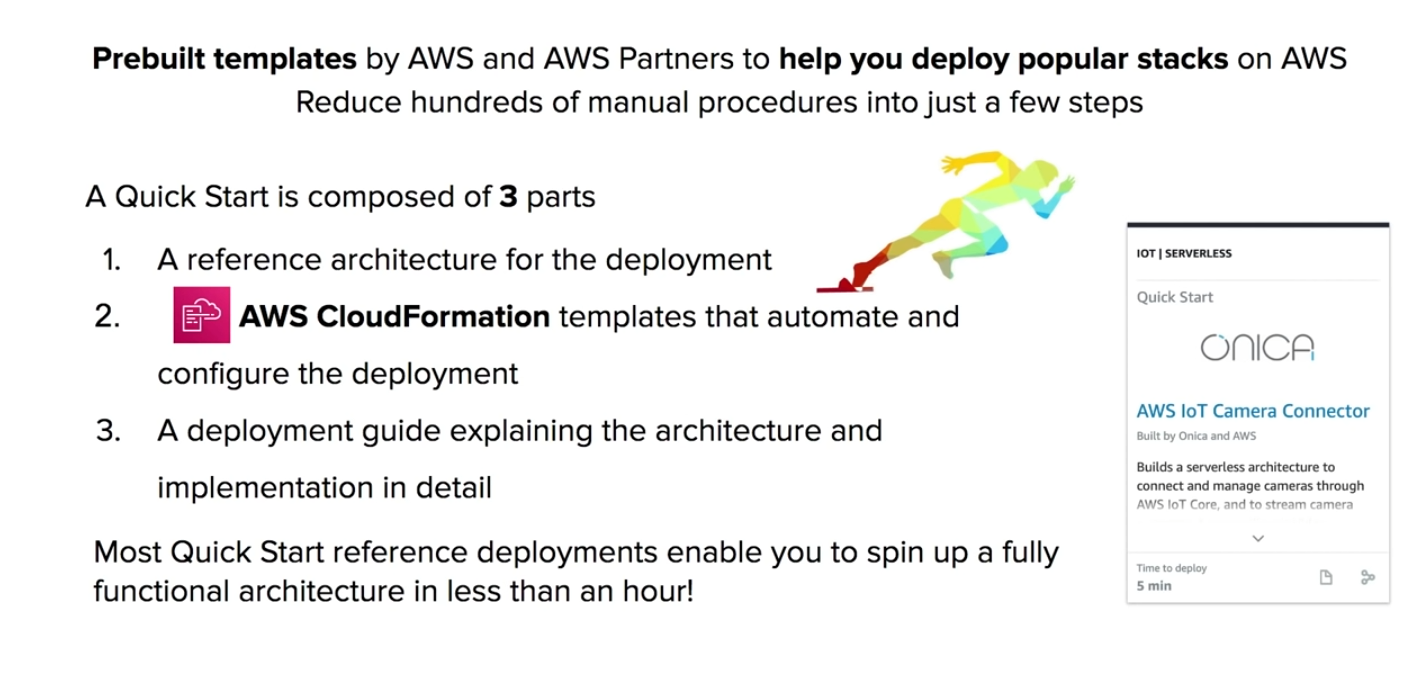 Prebuilt templates by AWS and AWS Partners to help you deploy popular stacks on AWS
Reduce hundreds of manual procedures into just a few steps
A Quick Start is composed of 3 parts
1. A reference architecture for the deployment
2. AWS CloudFormation templates that automate and
configure the deployment
3. A deployment guide explaining the architecture and
implementation in detail
Most Quick Start reference deployments enable you to spin up a fully
functional architecture in less than an hour!
IOT | SERVERLESS
Quick Start
ONICA
AWS IoT Camera Connector
Built by Onica and AWS
Builds a serverless architecture to
connect and manage cameras through
AWS IoT Core, and to stream camera
Time to deploy
5 min